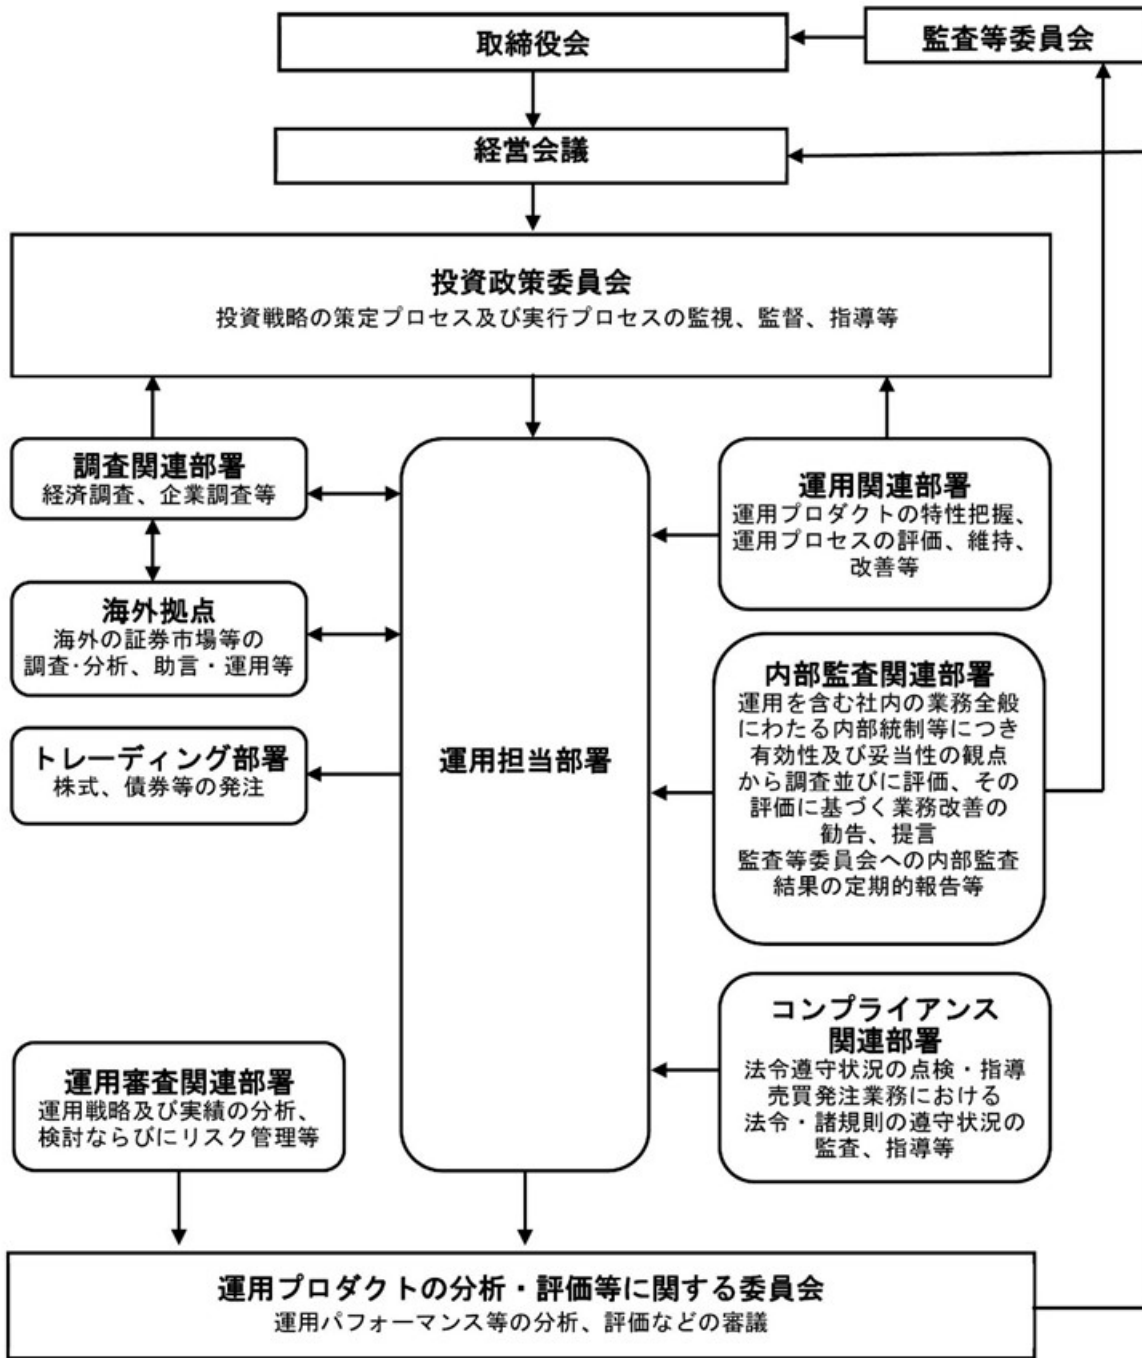 取締役会
監査等委員会
経営会議
投資政策委員会
投資戦略の策定プロセス及び実行プロセスの監視、監督、指導等
調査関連部署
経済調査、企業調査等
海外拠点
海外の証券市場等の
調査・分析、助言・運用等
トレーディング部署
株式、債券等の発注
運用担当部署
運用関連部署
運用プロダクトの特性把握、
運用プロセスの評価、維持、
改善等
内部監査関連部署
運用を含む社内の業務全般
にわたる内部統制等につき
有効性及び妥当性の観点
から調査並びに評価、その
評価に基づく業務改善の
勧告、提言
監査等委員会への内部監査
結果の定期的報告等
コンプライアンス
関連部署
法令遵守状況の点検・指導
売買発注業務における
法令・諸規則の遵守状況の
監査、指導等
運用審査関連部署
運用戦略及び実績の分析、
検討ならびにリスク管理等
運用プロダクトの分析・評価等に関する委員会
運用パフォーマンス等の分析、評価などの審議